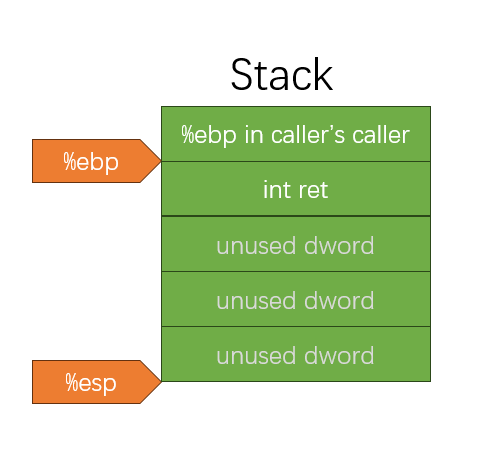 Stack
%ebp in caller's caller
%ebp
int ret
unused dword
unused dword
unused dword
%esp